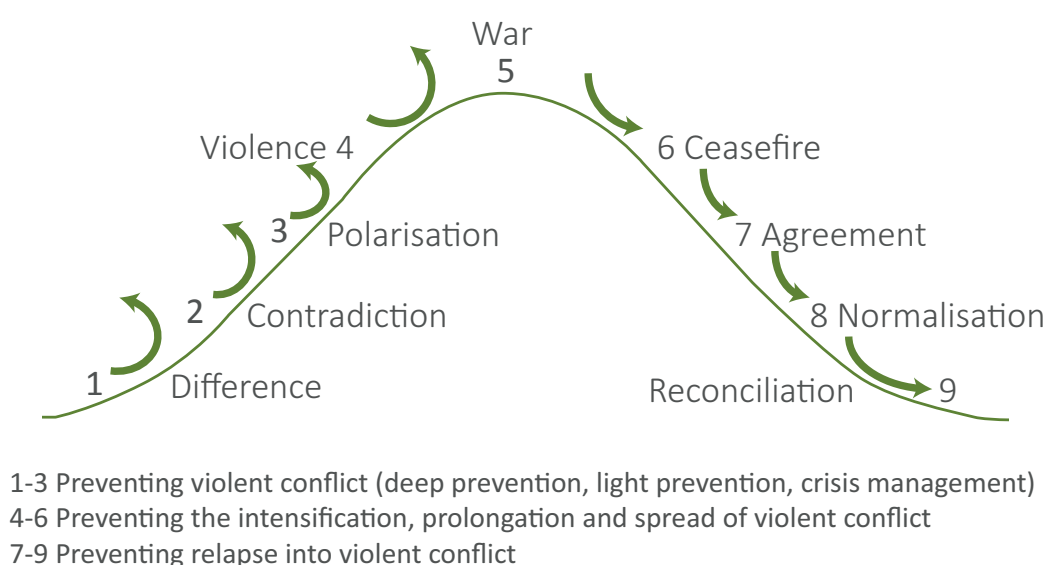 War
5
Violence 4
6 Ceasefire
3 Polarisation
7 Agreement
2 Contradiction
8 Normalisation
1 Difference
Reconciliation 9
1-3 Preventing violent conflict (deep prevention, light prevention, crisis management)
4-6 Preventing the intensification, prolongation and spread of violent conflict
7-9 Preventing relapse into violent conflict